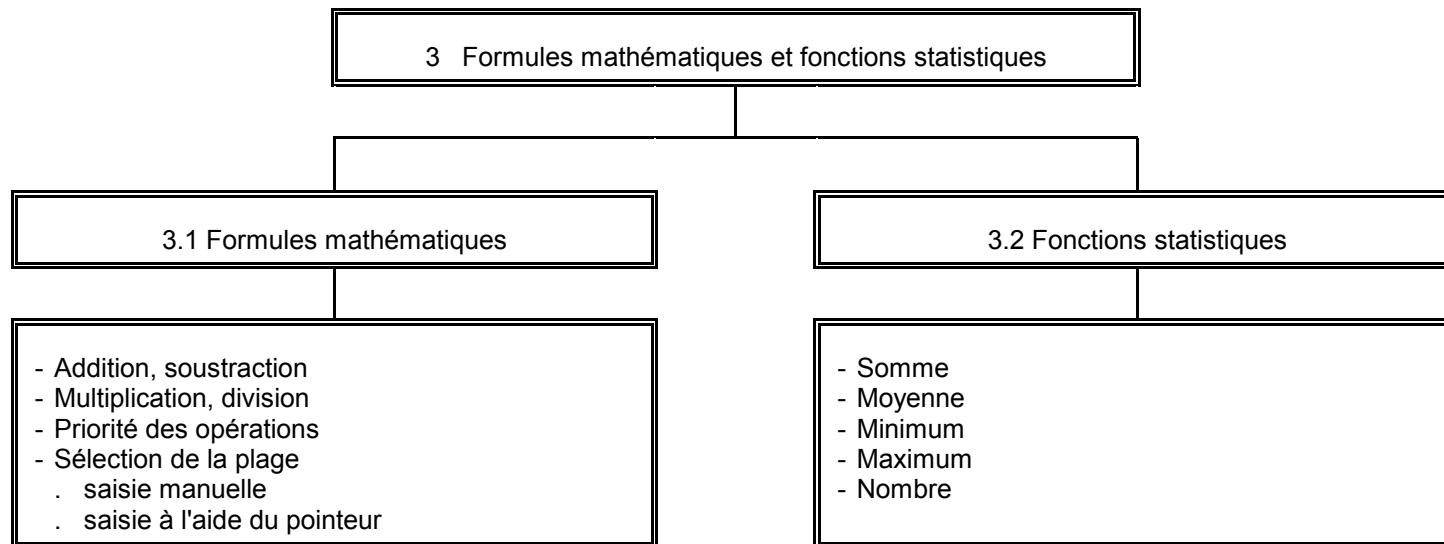 3 Formules mathématiques et fonctions statistiques
3.1 Formules mathématiques
- Addition, soustraction
- Multiplication, division
- Priorité des opérations
- Sélection de la plage
. saisie manuelle
. saisie à l'aide du pointeur
3.2 Fonctions statistiques
- Somme
- Moyenne
- Minimum
- Maximum
- Nombre